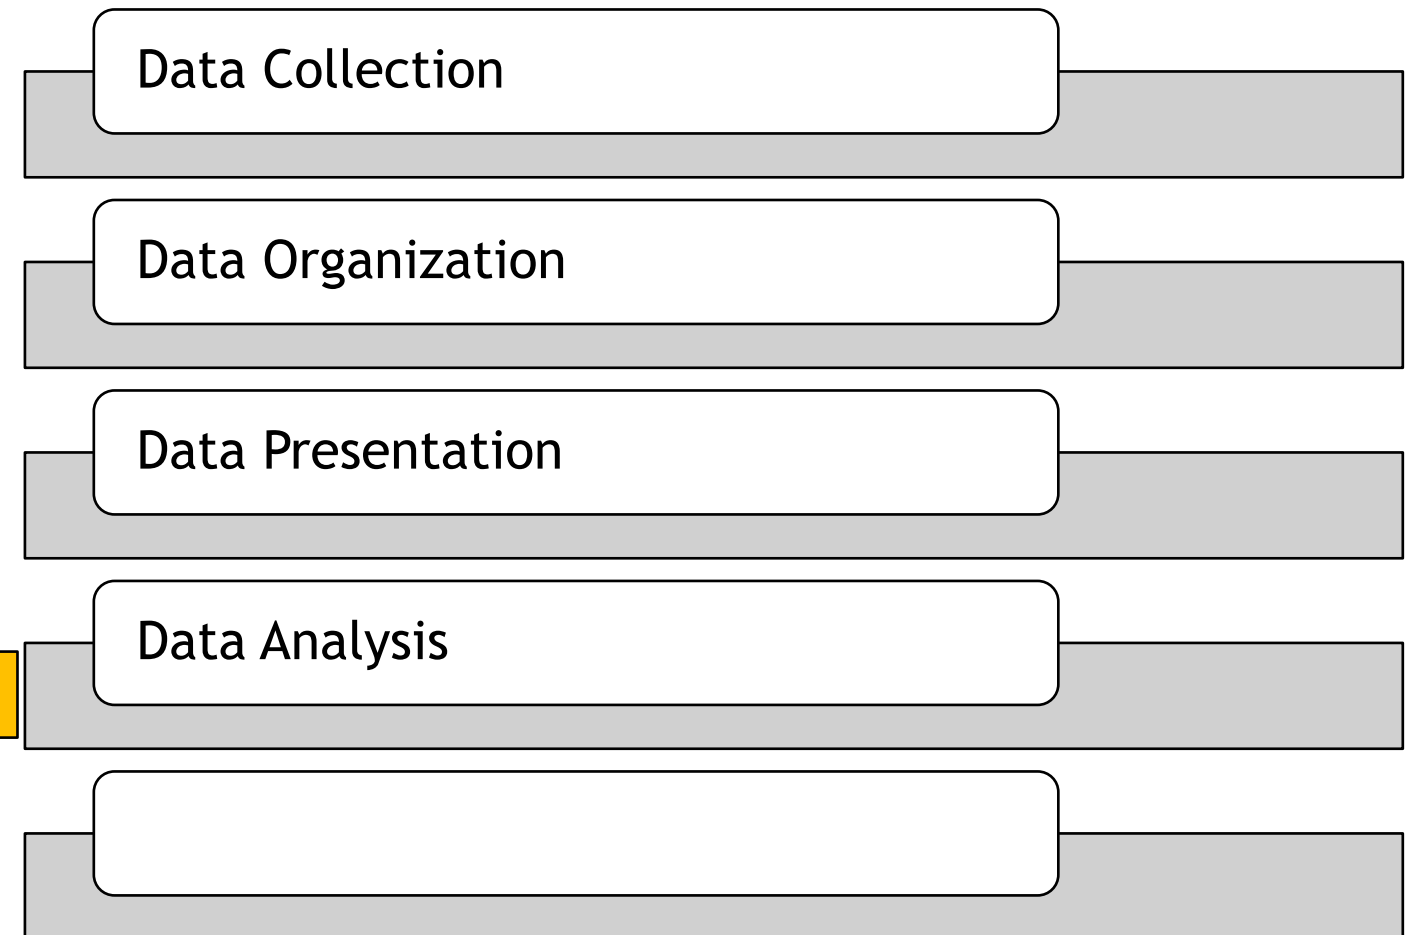 Data Collection
Data Organization
Data Presentation
Data Analysis